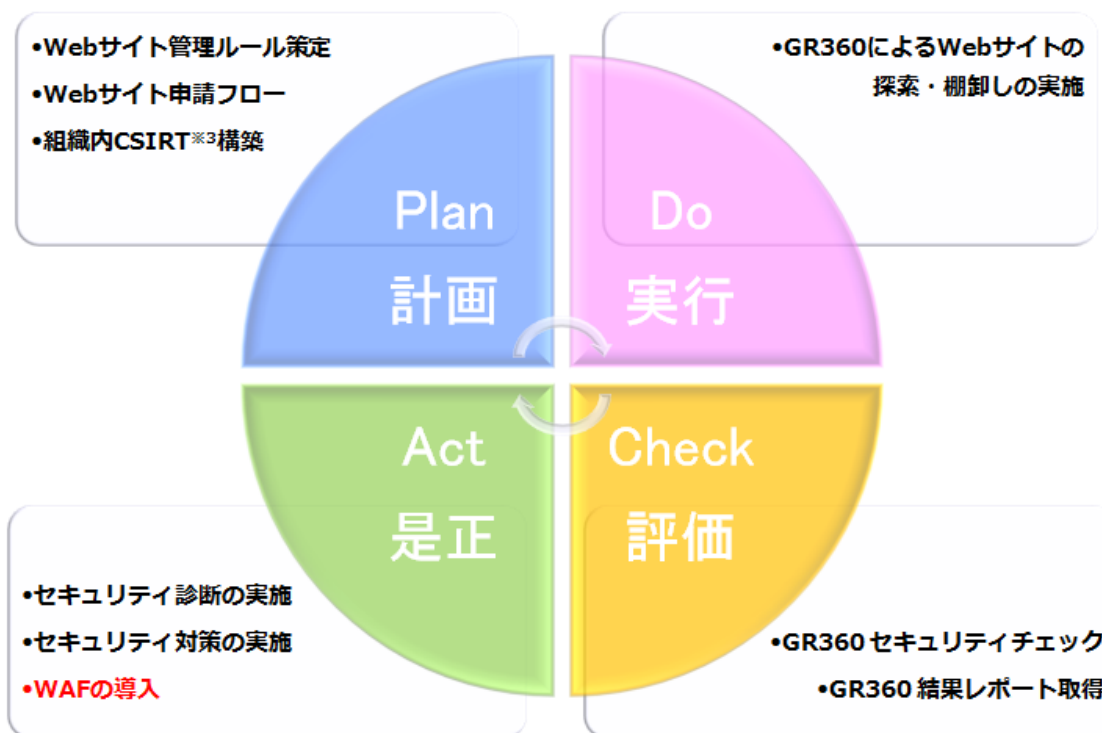 •Webサイト管理ルール策定
•Webサイト申請フロー
•組織内CSIRT※3構築
•GR360によるWebサイトの
探索・棚卸しの実施
Plan
計画
Do
実行
Act
是正
Check
評価
•セキュリティ診断の実施
•セキュリティ対策の実施
•WAFの導入
•GR360 セキュリティチェック
•GR360 結果レポート取得